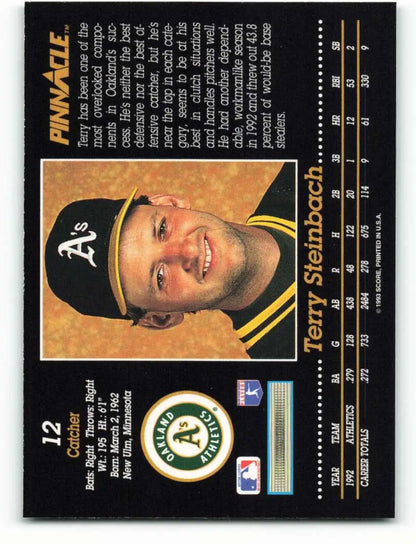 12
Catcher
Bats: Right Throws: Right
Wt.: 195 Ht.: 6'1"
Born: March 2, 1962
New Ulm, Minnesota
OAKLAND
A's
ATHLETICS
A's
PINNACLE™
Terry has been one of the
most overlooked compo-
nents in Oakland's suc-
cess. He's neither the best
defensive nor the best of-
fensive catcher, but he's
near the top in each cate-
gory, seems to be at his
best in clutch situations
and handles pitchers well.
He had another depend-
able, workmanlike season
in 1992 and threw out 43.8
percent of would-be base
stealers.
Terry Steinbach
YEAR TEAM BA G AB R H 2B 3B HR RBI SB
1992 ATHLETICS .279 128 438 48 122 20 1 12 53 2
CAREER TOTALS .272 733 2484 278 675 114 9 61 330 9
© 1993 SCORE, PRINTED IN U.S.A.